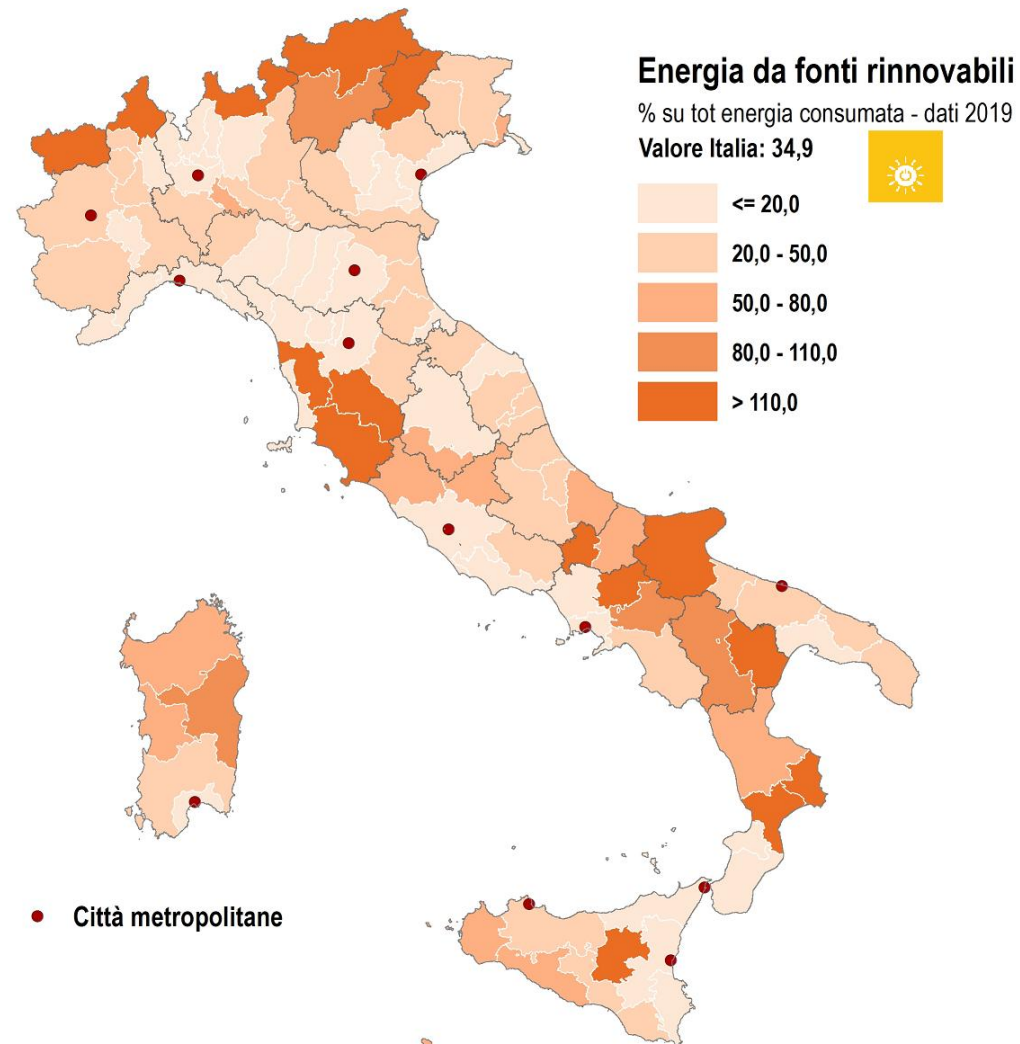 Energia da fonti rinnovabili
% su tot energia consumata - dati 2019
Valore Italia: 34,9
<= 20,0
20,0 - 50,0
50,0 - 80,0
80,0 - 110,0
> 110,0
Città metropolitane